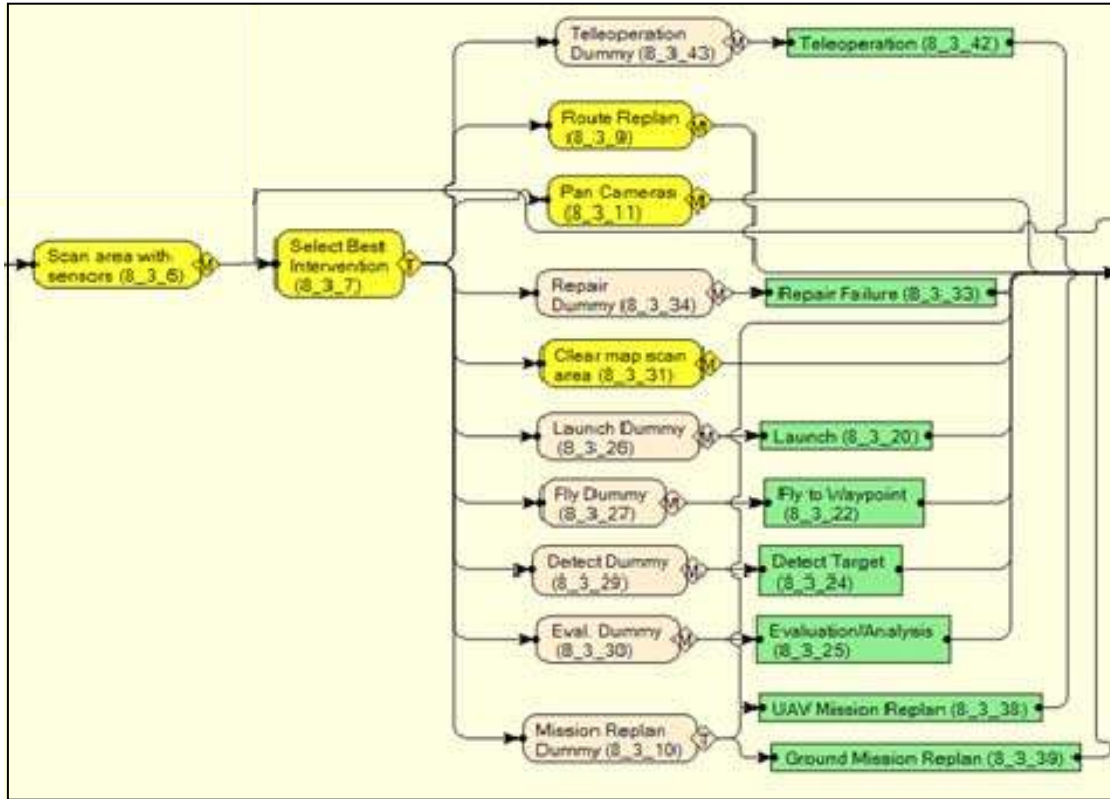 Telleoperation
Dummy (8_3_43)
M
Teleoperation (8_3_42)
Route Replan
(8_3_9)
M
Pan Cameras
(8_3_11)
M
Scan area with
sensors (8_3_6)
M
Select Best
Intervention
(8_3_7)
T
Repair
Dummy (8_3_34)
M
Repair Failure (8_3_33)
Clear map scan
area (8_3_31)
M
Launch Dummy
(8_3_26)
M
Launch (8_3_20)
Fly Dummy
(8_3_27)
M
Fly to Waypoint
(8_3_22)
Detect Dummy
(8_3_29)
M
Detect Target
(8_3_24)
Eval. Dummy
(8_3_30)
M
Evaluation/Analysis
(8_3_25)
UAV Mission Replan (8_3_38)
Mission Replan
Dummy (8_3_10)
T
Ground Mission Replan (8_3_39)